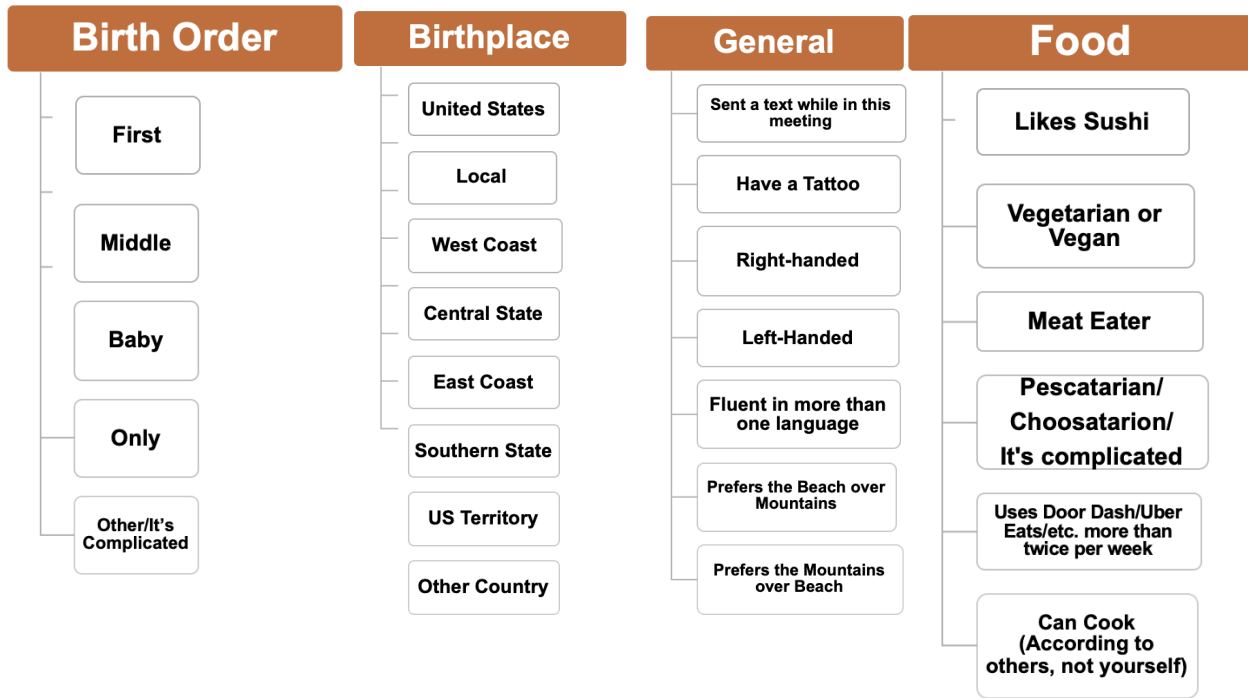 Birth Order
First
Middle
Baby
Only
Other/It's
Complicated
Birthplace
United States
Local
West Coast
Central State
East Coast
Southern State
US Territory
Other Country
General
Sent a text while in this
meeting
Have a Tattoo
Right-handed
Left-Handed
Fluent in more than
one language
Prefers the Beach over
Mountains
Prefers the Mountains
over Beach
Food
Likes Sushi
Vegetarian or
Vegan
Meat Eater
Pescatarian/
Choosatarion/
It's complicated
Uses Door Dash/Uber
Eats/etc. more than
twice per week
Can Cook
(According to
others, not yourself)